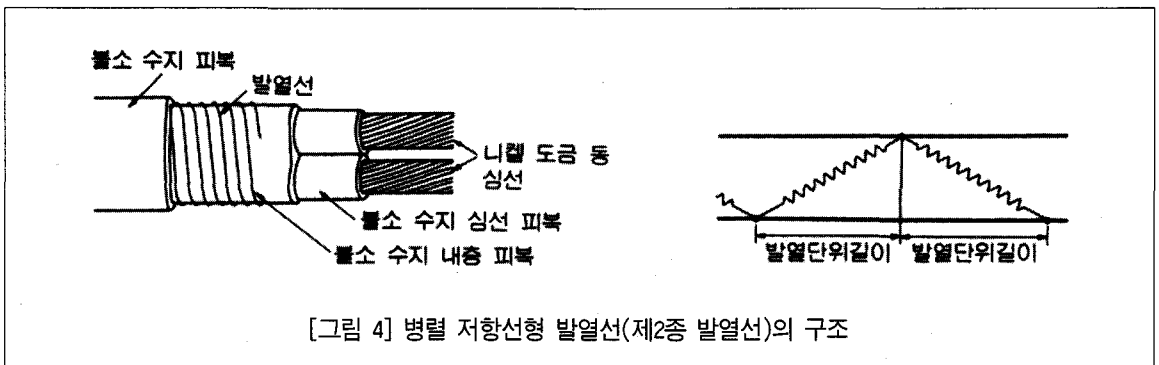 불소 수지 피복
발열선
니켈 도금 동
심선
불소 수지 심선 피복
불소 수지 내층 피복
발열단위길이 발열단위길이
[그림 4] 병렬 저항선형 발열선(제2종 발열선)의 구조